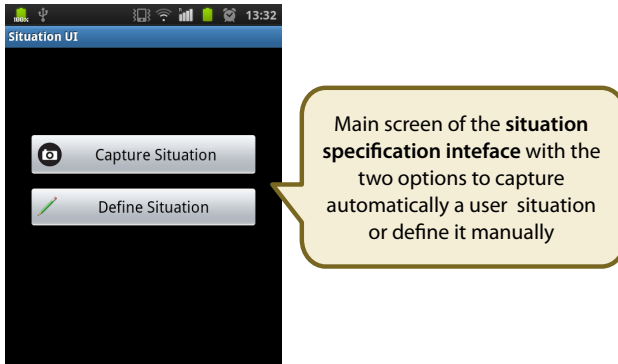 100%
13:32
Situation UI
Capture Situation
Define Situation
Main screen of the situation
specification inteface with the
two options to capture
automatically a user situation
or define it manually